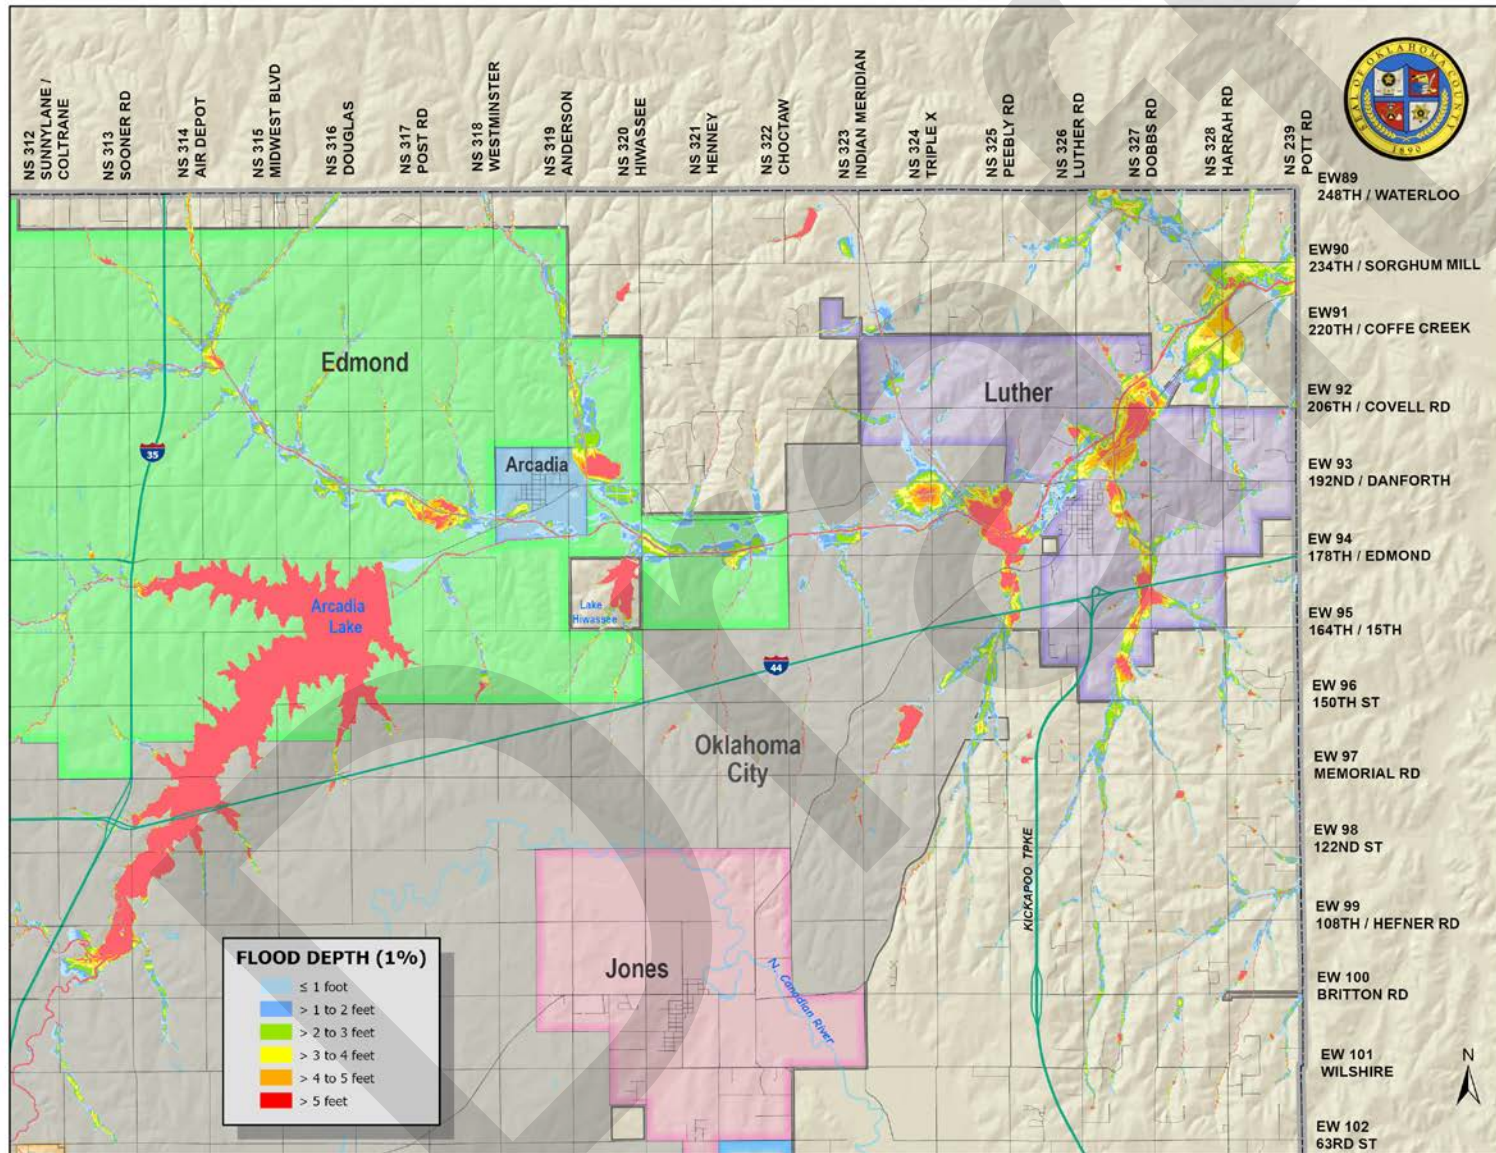 NS 312
SUNNYLANE /
COLTRANE
NS 313
SOONER RD
NS 314
AIR DEPOT
NS 315
MIDWEST BLVD
NS 316
DOUGLAS
NS 317
POST RD
NS 318
WESTMINSTER
NS 319
ANDERSON
NS 320
HIWASSEE
NS 321
HENNEY
NS 322
CHOCTAW
NS 323
INDIAN MERIDIAN
NS 324
TRIPLE X
NS 325
PEEBLY RD
NS 326
LUTHER RD
NS 327
DOBBS RD
NS 328
HARRAH RD
NS 239
POTT RD
SEAL OF OKLAHOMA COUNTY
1890
EW89
248TH / WATERLOO
EW90
234TH / SORGHUM MILL
EW91
220TH / COFFE CREEK
EW 92
206TH / COVELL RD
EW 93
192ND / DANFORTH
EW 94
178TH / EDMOND
EW 95
164TH / 15TH
EW 96
150TH ST
EW 97
MEMORIAL RD
EW 98
122ND ST
EW 99
108TH / HEFNER RD
EW 100
BRITTON RD
EW 101
WILSHIRE
EW 102
63RD ST
Edmond
Luther
35
Arcadia
Arcadia
Lake
Lake
Hiwassee
44
Oklahoma
City
KICKAPOO TPKE
Jones
N. Canadian River
FLOOD DEPTH (1%)
≤ 1 foot
> 1 to 2 feet
> 2 to 3 feet
> 3 to 4 feet
> 4 to 5 feet
> 5 feet
N